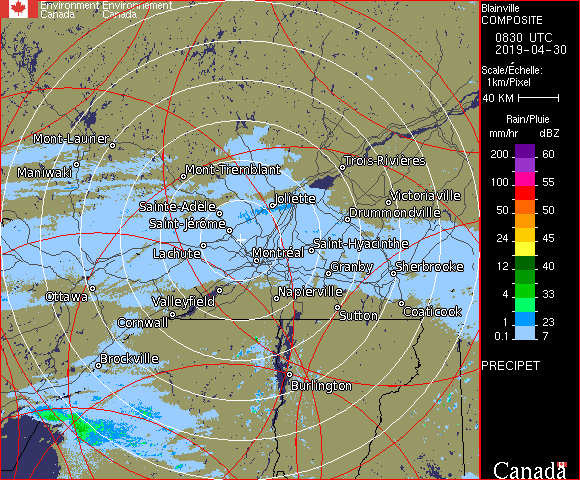 Environment Environnement
Canada Canada
Mont-Laurier
Maniwaki
Mont-Tremblant
Trois-Rivières
Sainte-Adèle
Joliette
Victoriaville
Drummondville
Saint-Jérôme
Lachute
Montréal
Saint-Hyacinthe
Granby
Sherbrooke
Ottawa
Valleyfield
Napierville
Cornwall
Sutton
Coaticook
Brockville
Burlington
Blainville
COMPOSITE
0830 UTC
2019-04-30
Scale/Échelle:
1km/Pixel
40 KM
Rain/Pluie
mm/hr dBZ
200 60
57
100 55
50 50
24 45
12 40
4 33
1 23
0.1 7
PRECIPET
Canada